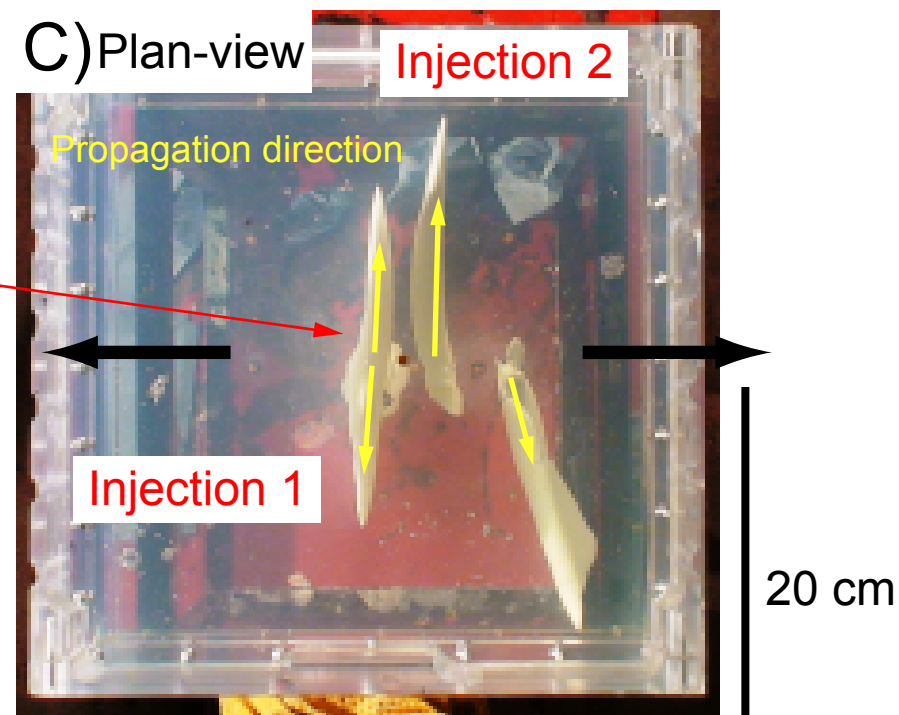 C) Plan-view
Injection 2
Propagation direction
Injection 1
20 cm